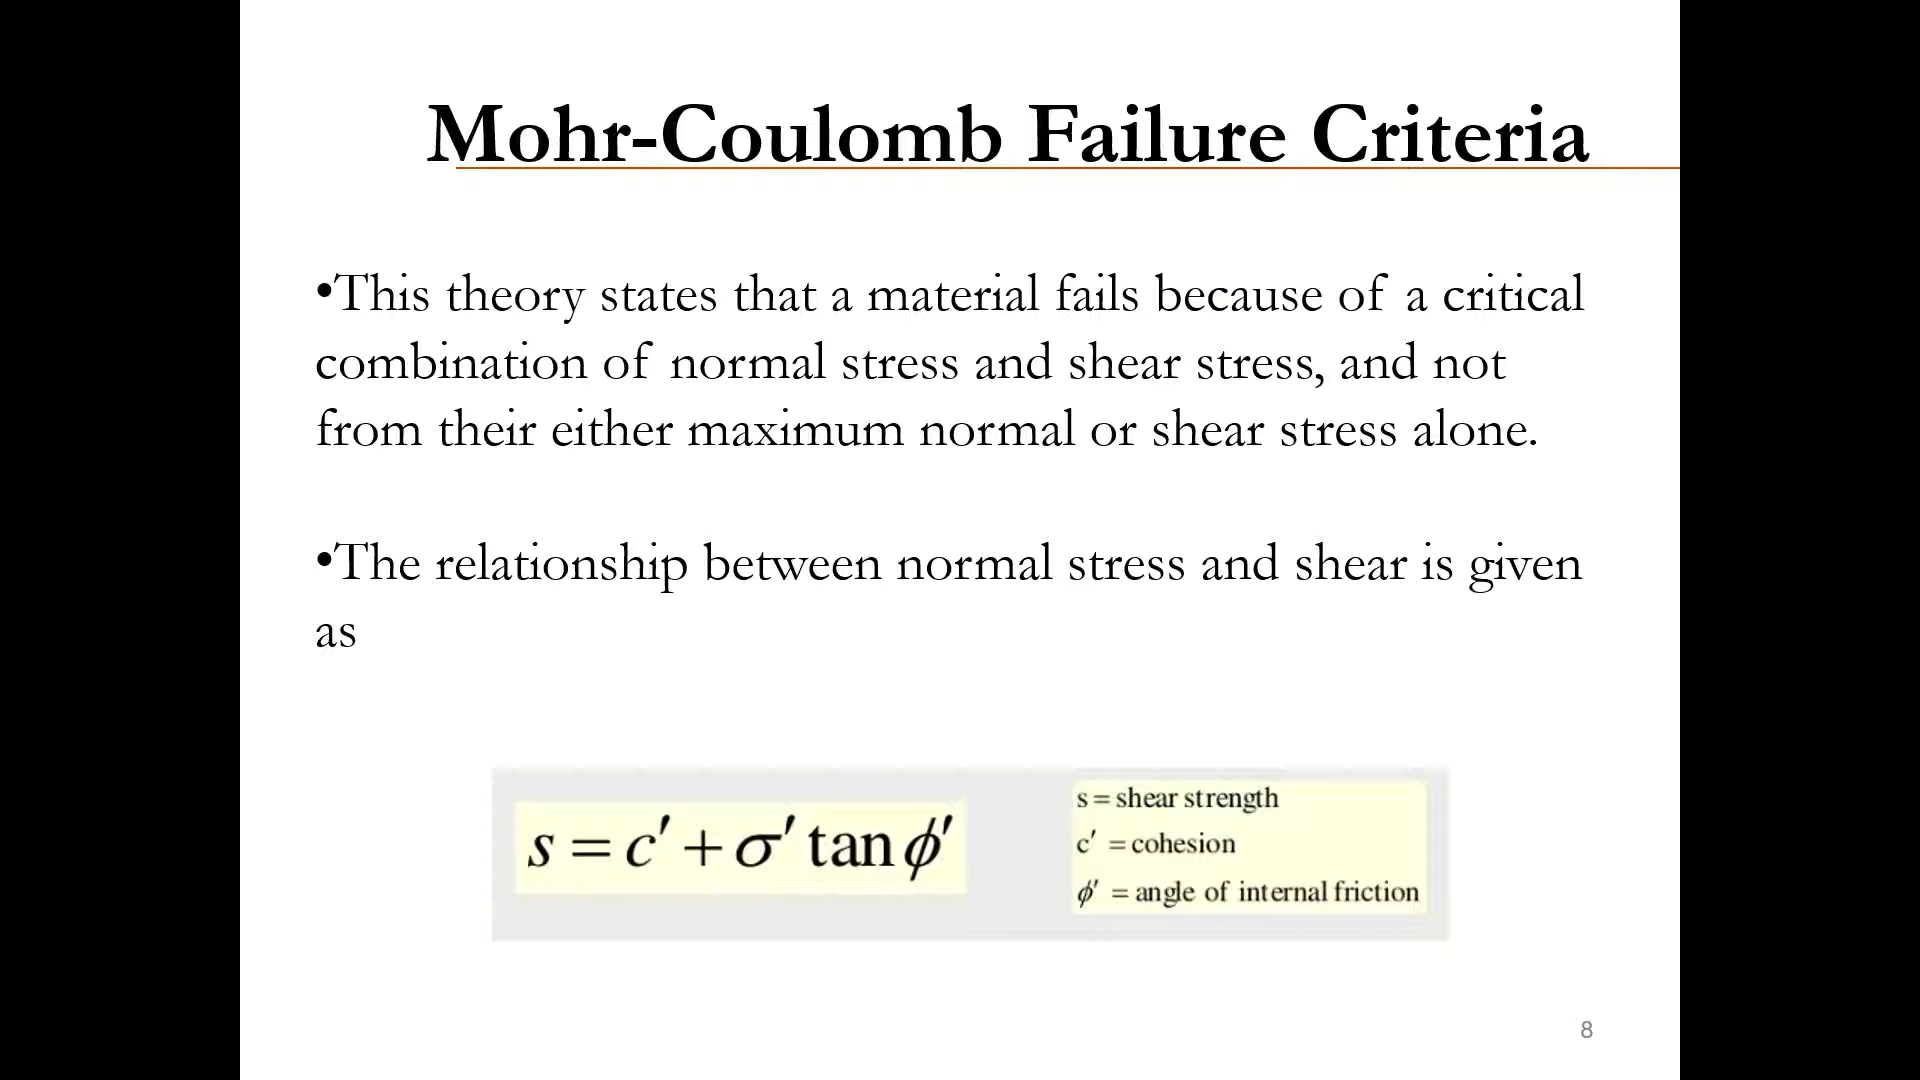 Mohr-Coulomb Failure Criteria
•This theory states that a material fails because of a critical
combination of normal stress and shear stress, and not
from their either maximum normal or shear stress alone.
•The relationship between normal stress and shear is given
as
s = c′ + σ′ tan ϕ′
s = shear strength
c′ = cohesion
ϕ′ = angle of internal friction
8